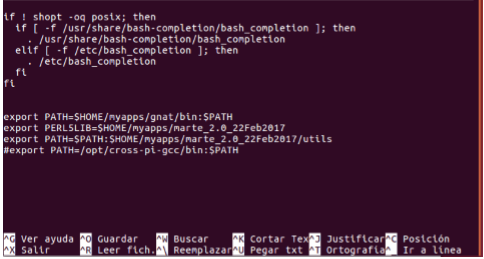 if ! shopt -oq posix; then
  if [ -f /usr/share/bash-completion/bash_completion ]; then
    . /usr/share/bash-completion/bash_completion
  elif [ -f /etc/bash_completion ]; then
    . /etc/bash_completion
  fi
fi
export PATH=$HOME/myapps/gnat/bin:$PATH
export PERL5LIB=$HOME/myapps/marte_2.0_22Feb2017
export PATH=$PATH:$HOME/myapps/marte_2.0_22Feb2017/utils
#export PATH=/opt/cross-pi-gcc/bin:$PATH
^G Ver ayuda ^O Guardar ^W Buscar ^K Cortar Tex^J Justificar^C Posición
^X Salir ^R Leer fich.^\ Reemplazar^U Pegar txt ^T Ortografía^_ Ir a línea